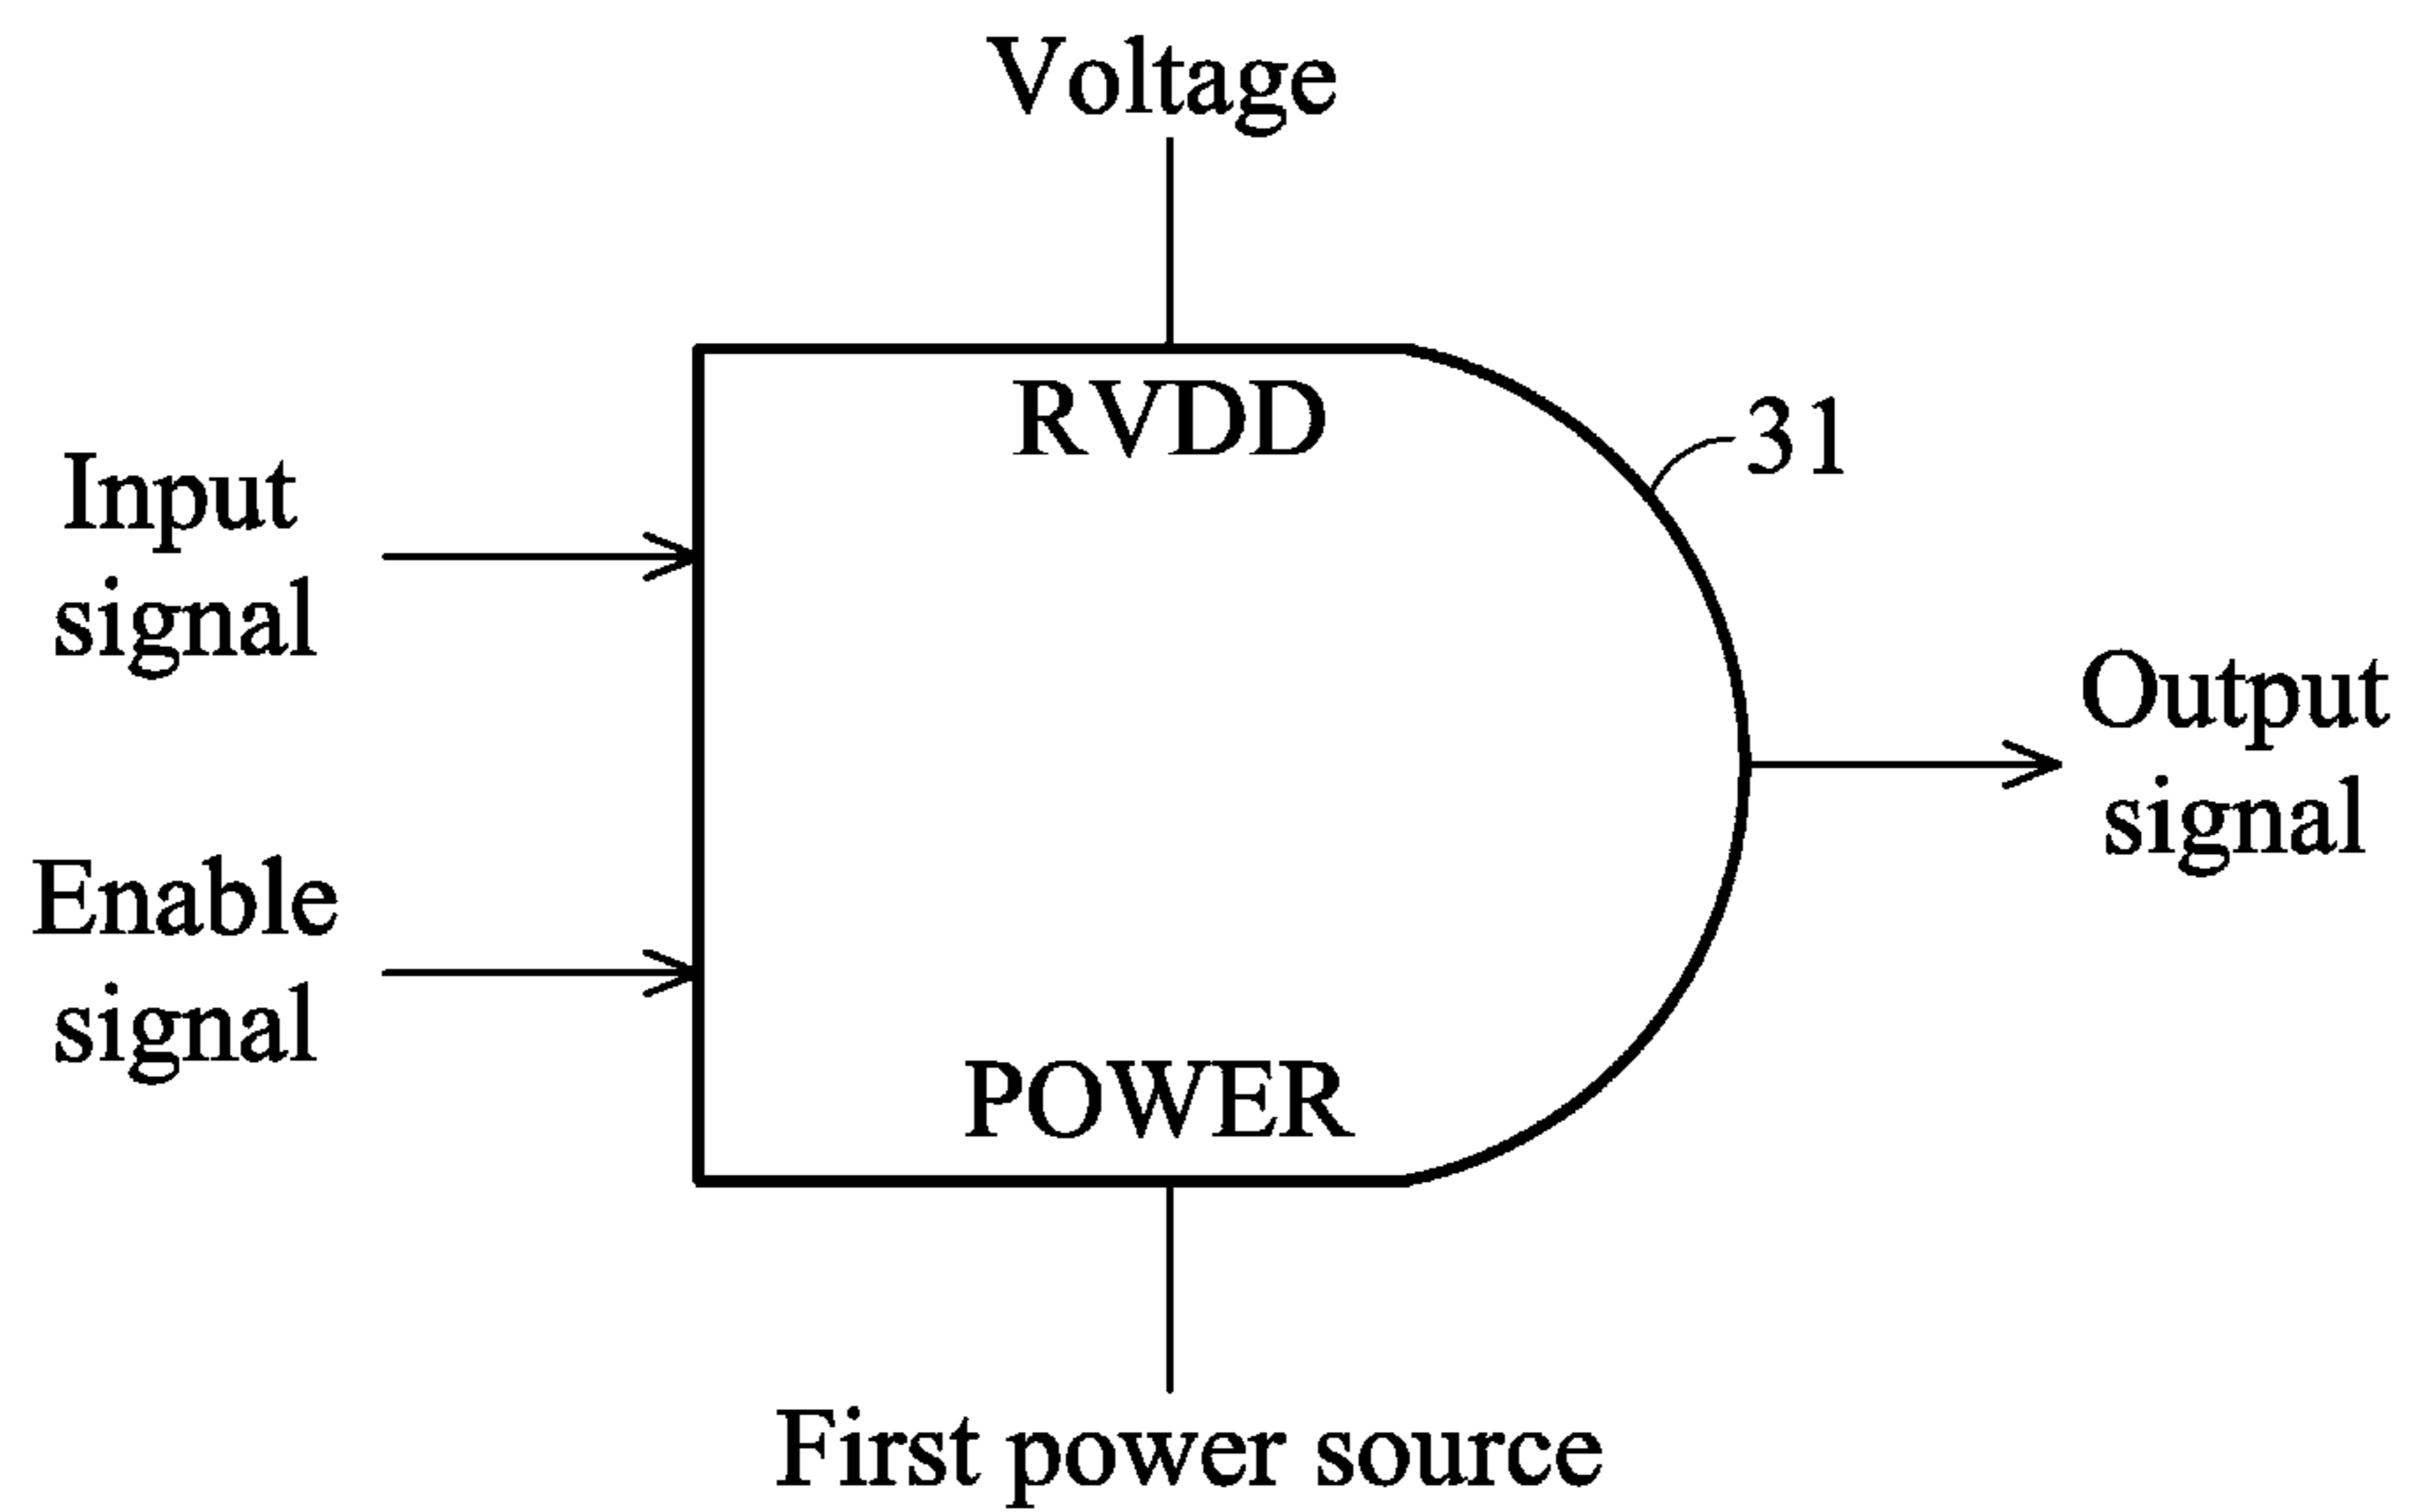 Voltage
RVDD
31
Input
signal
Output
signal
Enable
signal
POWER
First power source